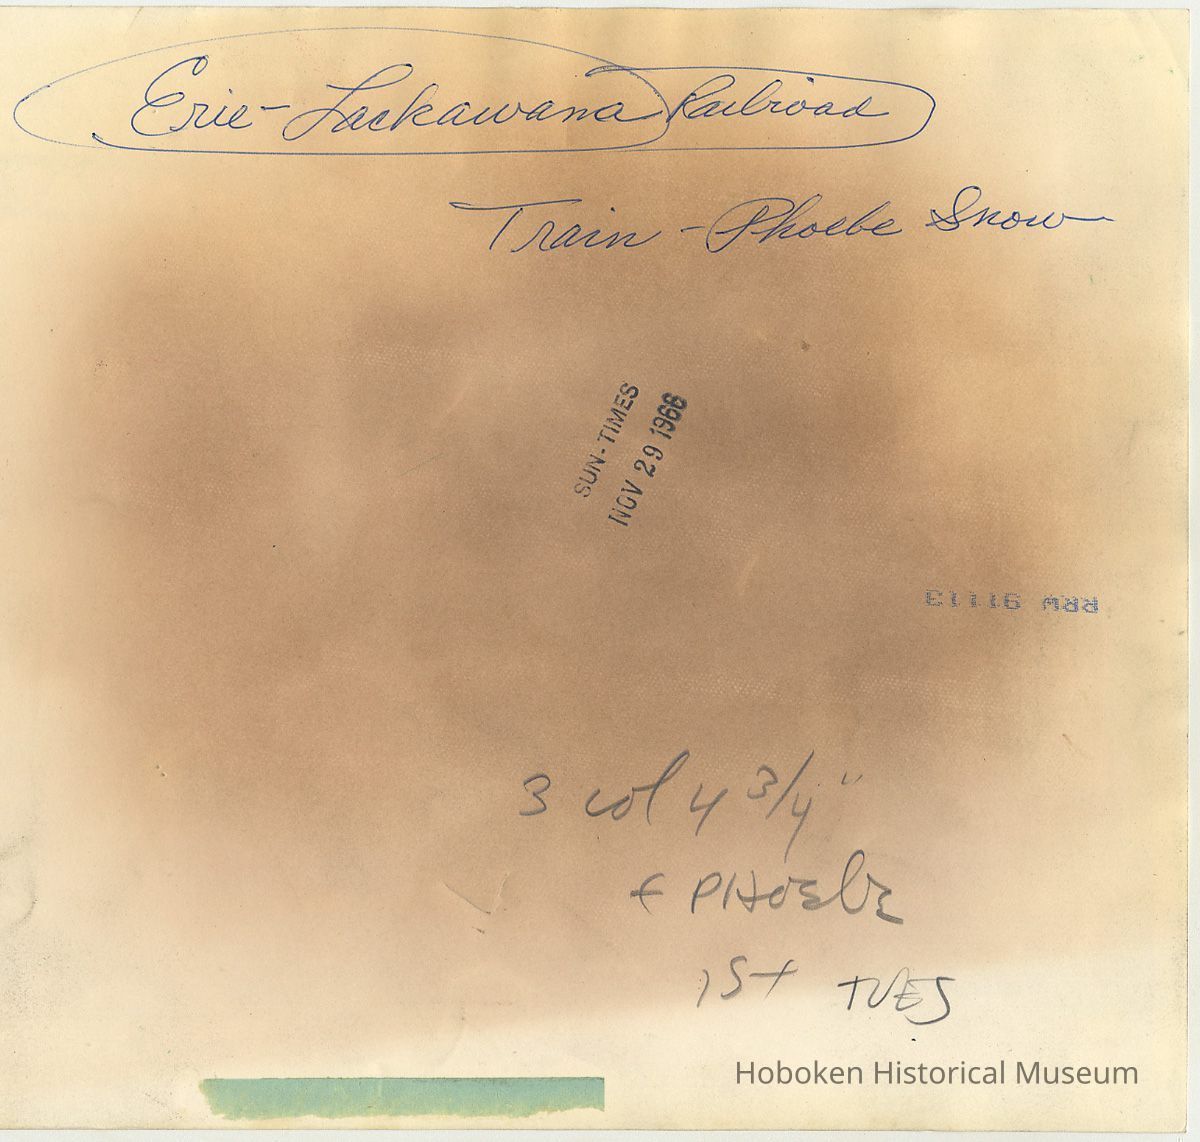 Erie-Lackawana Railroad
Train - Phoebe Snow
SUN-TIMES
NOV 29 1966
RRW 91113
3 col 4 3/4"
f PHOEbE
1St TUES
Hoboken Historical Museum